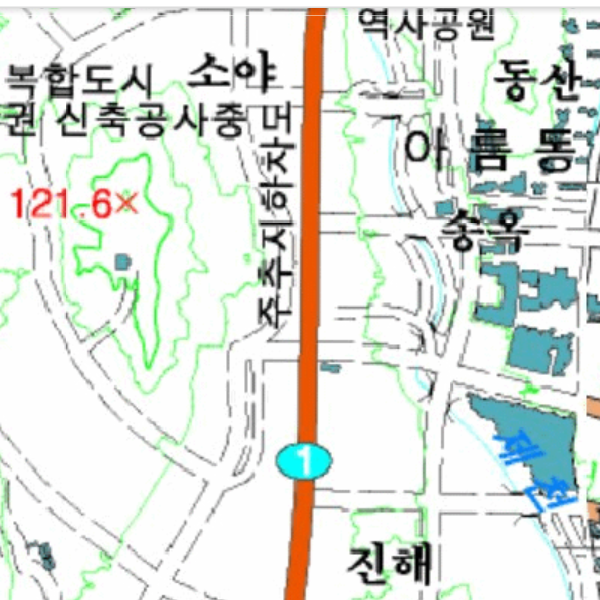 역사공원
복합도시 소야
동산
권 신축공사중
아름동
121.6×
송옥
주추지하차도
1
제천
진해